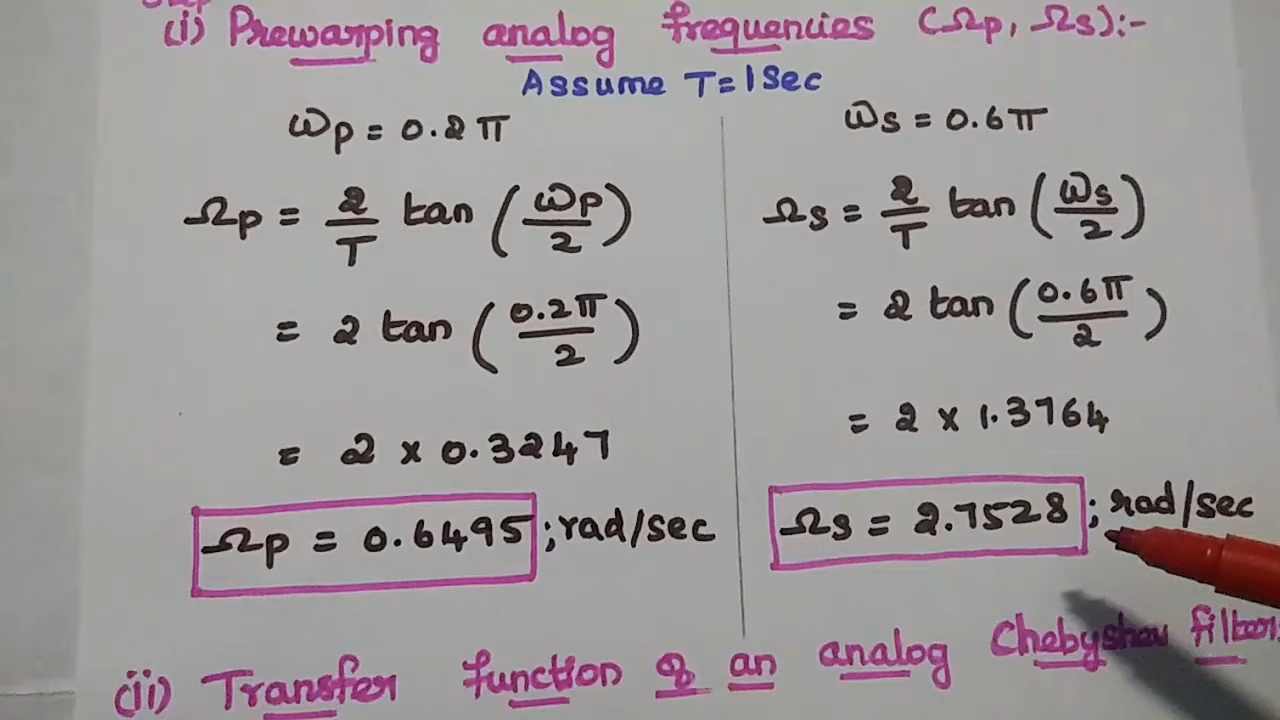 (i) Prewarping analog frequencies (Ωp, Ωs):-
Assume T=1sec
ωp = 0.2π
Ωp = 2/T tan (ωp/2)
= 2 tan (0.2π/2)
= 2 x 0.3247
Ωp = 0.6495 ; rad/sec
ωs = 0.6π
Ωs = 2/T tan (ωs/2)
= 2 tan (0.6π/2)
= 2 x 1.3764
Ωs = 2.7528 ; rad/sec
(ii) Transfer function of an analog Chebyshev filter